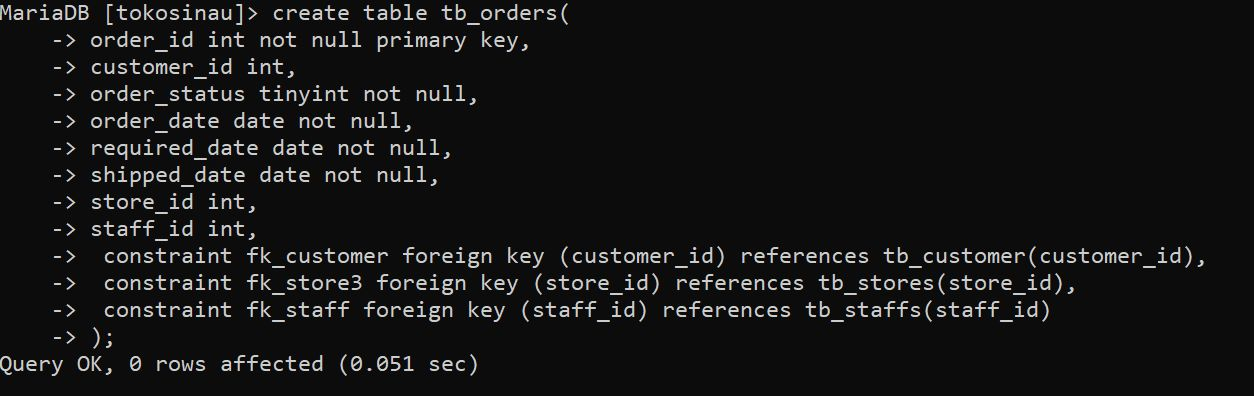 MariaDB [tokosinau]> create table tb_orders(
    -> order_id int not null primary key,
    -> customer_id int,
    -> order_status tinyint not null,
    -> order_date date not null,
    -> required_date date not null,
    -> shipped_date date not null,
    -> store_id int,
    -> staff_id int,
    ->  constraint fk_customer foreign key (customer_id) references tb_customer(customer_id),
    ->  constraint fk_store3 foreign key (store_id) references tb_stores(store_id),
    ->  constraint fk_staff foreign key (staff_id) references tb_staffs(staff_id)
    -> );
Query OK, 0 rows affected (0.051 sec)